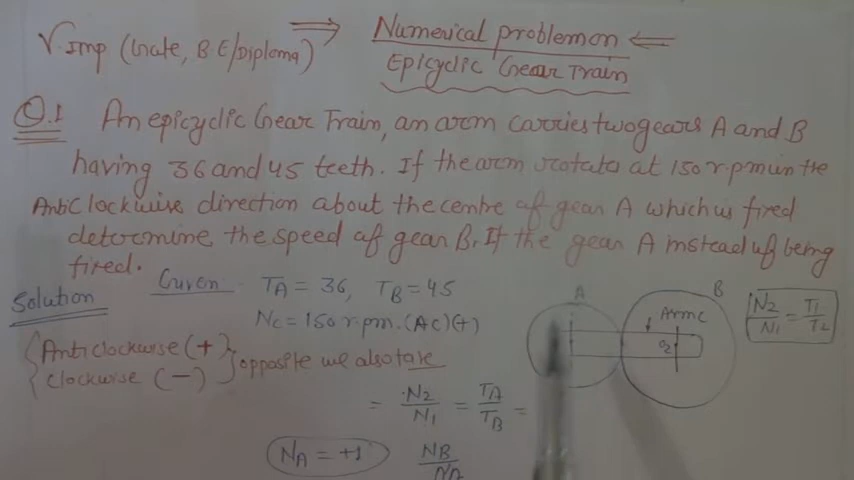 V.Imp (Gate, B.E/Diploma) ⇒ Numerical problem on ⇐
Epicyclic Gear Train
Q.1 An epicyclic Gear Train, an arm carries two gears A and B
having 36 and 45 teeth. If the arm rotates at 150 r.p.m in the
Anticlockwise direction about the centre of gear A which is fixed
determine the speed of gear B. If the gear A instead of being
fixed.
Solution Given TA = 36, TB = 45
NC = 150 r.p.m. (AC)(+)
Anticlockwise (+)
Clockwise (-)
opposite we also take
A
B
Arm C
O2
N2/N1 = T1/T2
= N2/N1 = TA/TB =
NA = +1
NB/NA